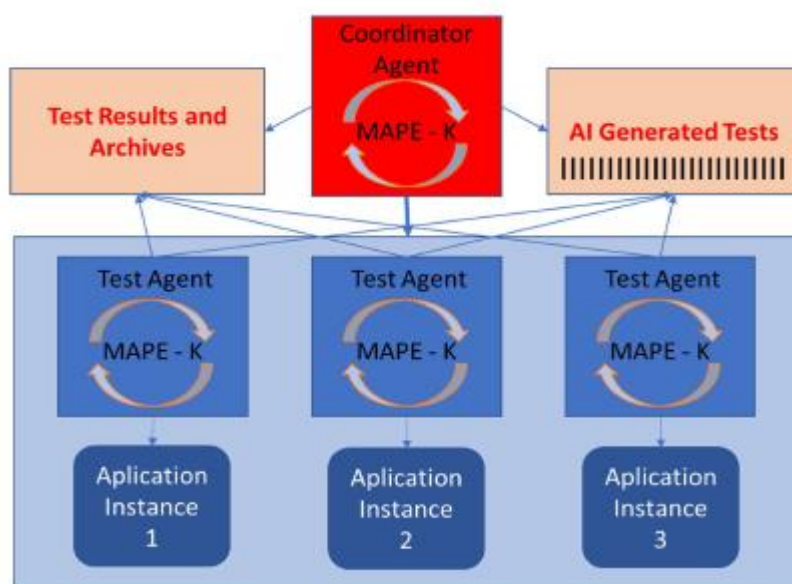 Coordinator
Agent
MAPE - K
Test Results and
Archives
AI Generated Tests
Test Agent
MAPE - K
Test Agent
MAPE - K
Test Agent
MAPE - K
Aplication
Instance
1
Aplication
Instance
2
Aplication
Instance
3